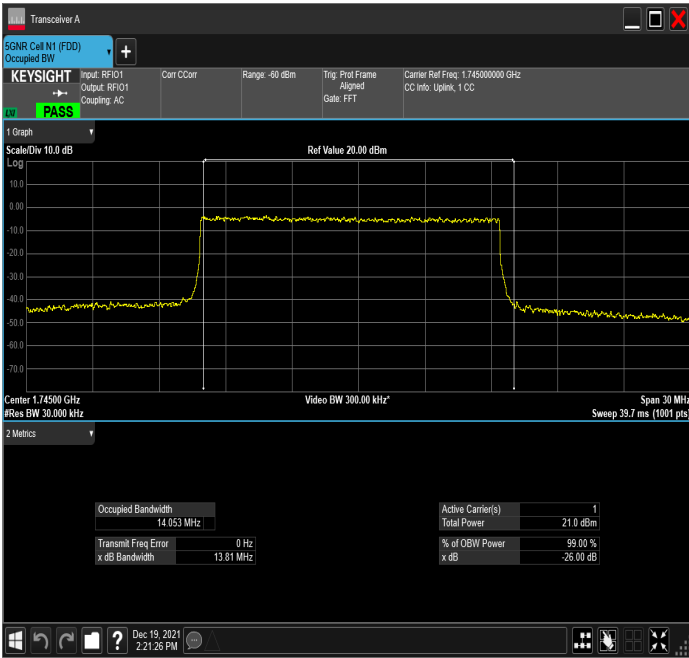 Transceiver A
5GNR Cell N1 (FDD)
Occupied BW
KEYSIGHT
PASS
Input: RFIO1
Output: RFIO1
Coupling: AC
Corr CCorr
Range: -60 dBm
Trig: Prot Frame
Aligned
Gate: FFT
Carrier Ref Freq: 1.745000000 GHz
CC Info: Uplink, 1 CC
1 Graph
Scale/Div 10.0 dB
Ref Value 20.00 dBm
Log
10.0
0.00
-10.0
-20.0
-30.0
-40.0
-50.0
-60.0
-70.0
Center 1.74500 GHz
Video BW 300.00 kHz*
Span 30 MHz
#Res BW 30.000 kHz
Sweep 39.7 ms (1001 pts)
2 Metrics
Occupied Bandwidth
14.053 MHz
Transmit Freq Error 0 Hz
x dB Bandwidth 13.81 MHz
Active Carrier(s) 1
Total Power 21.0 dBm
% of OBW Power 99.00 %
x dB -26.00 dB
?
Dec 19, 2021
2:21:26 PM